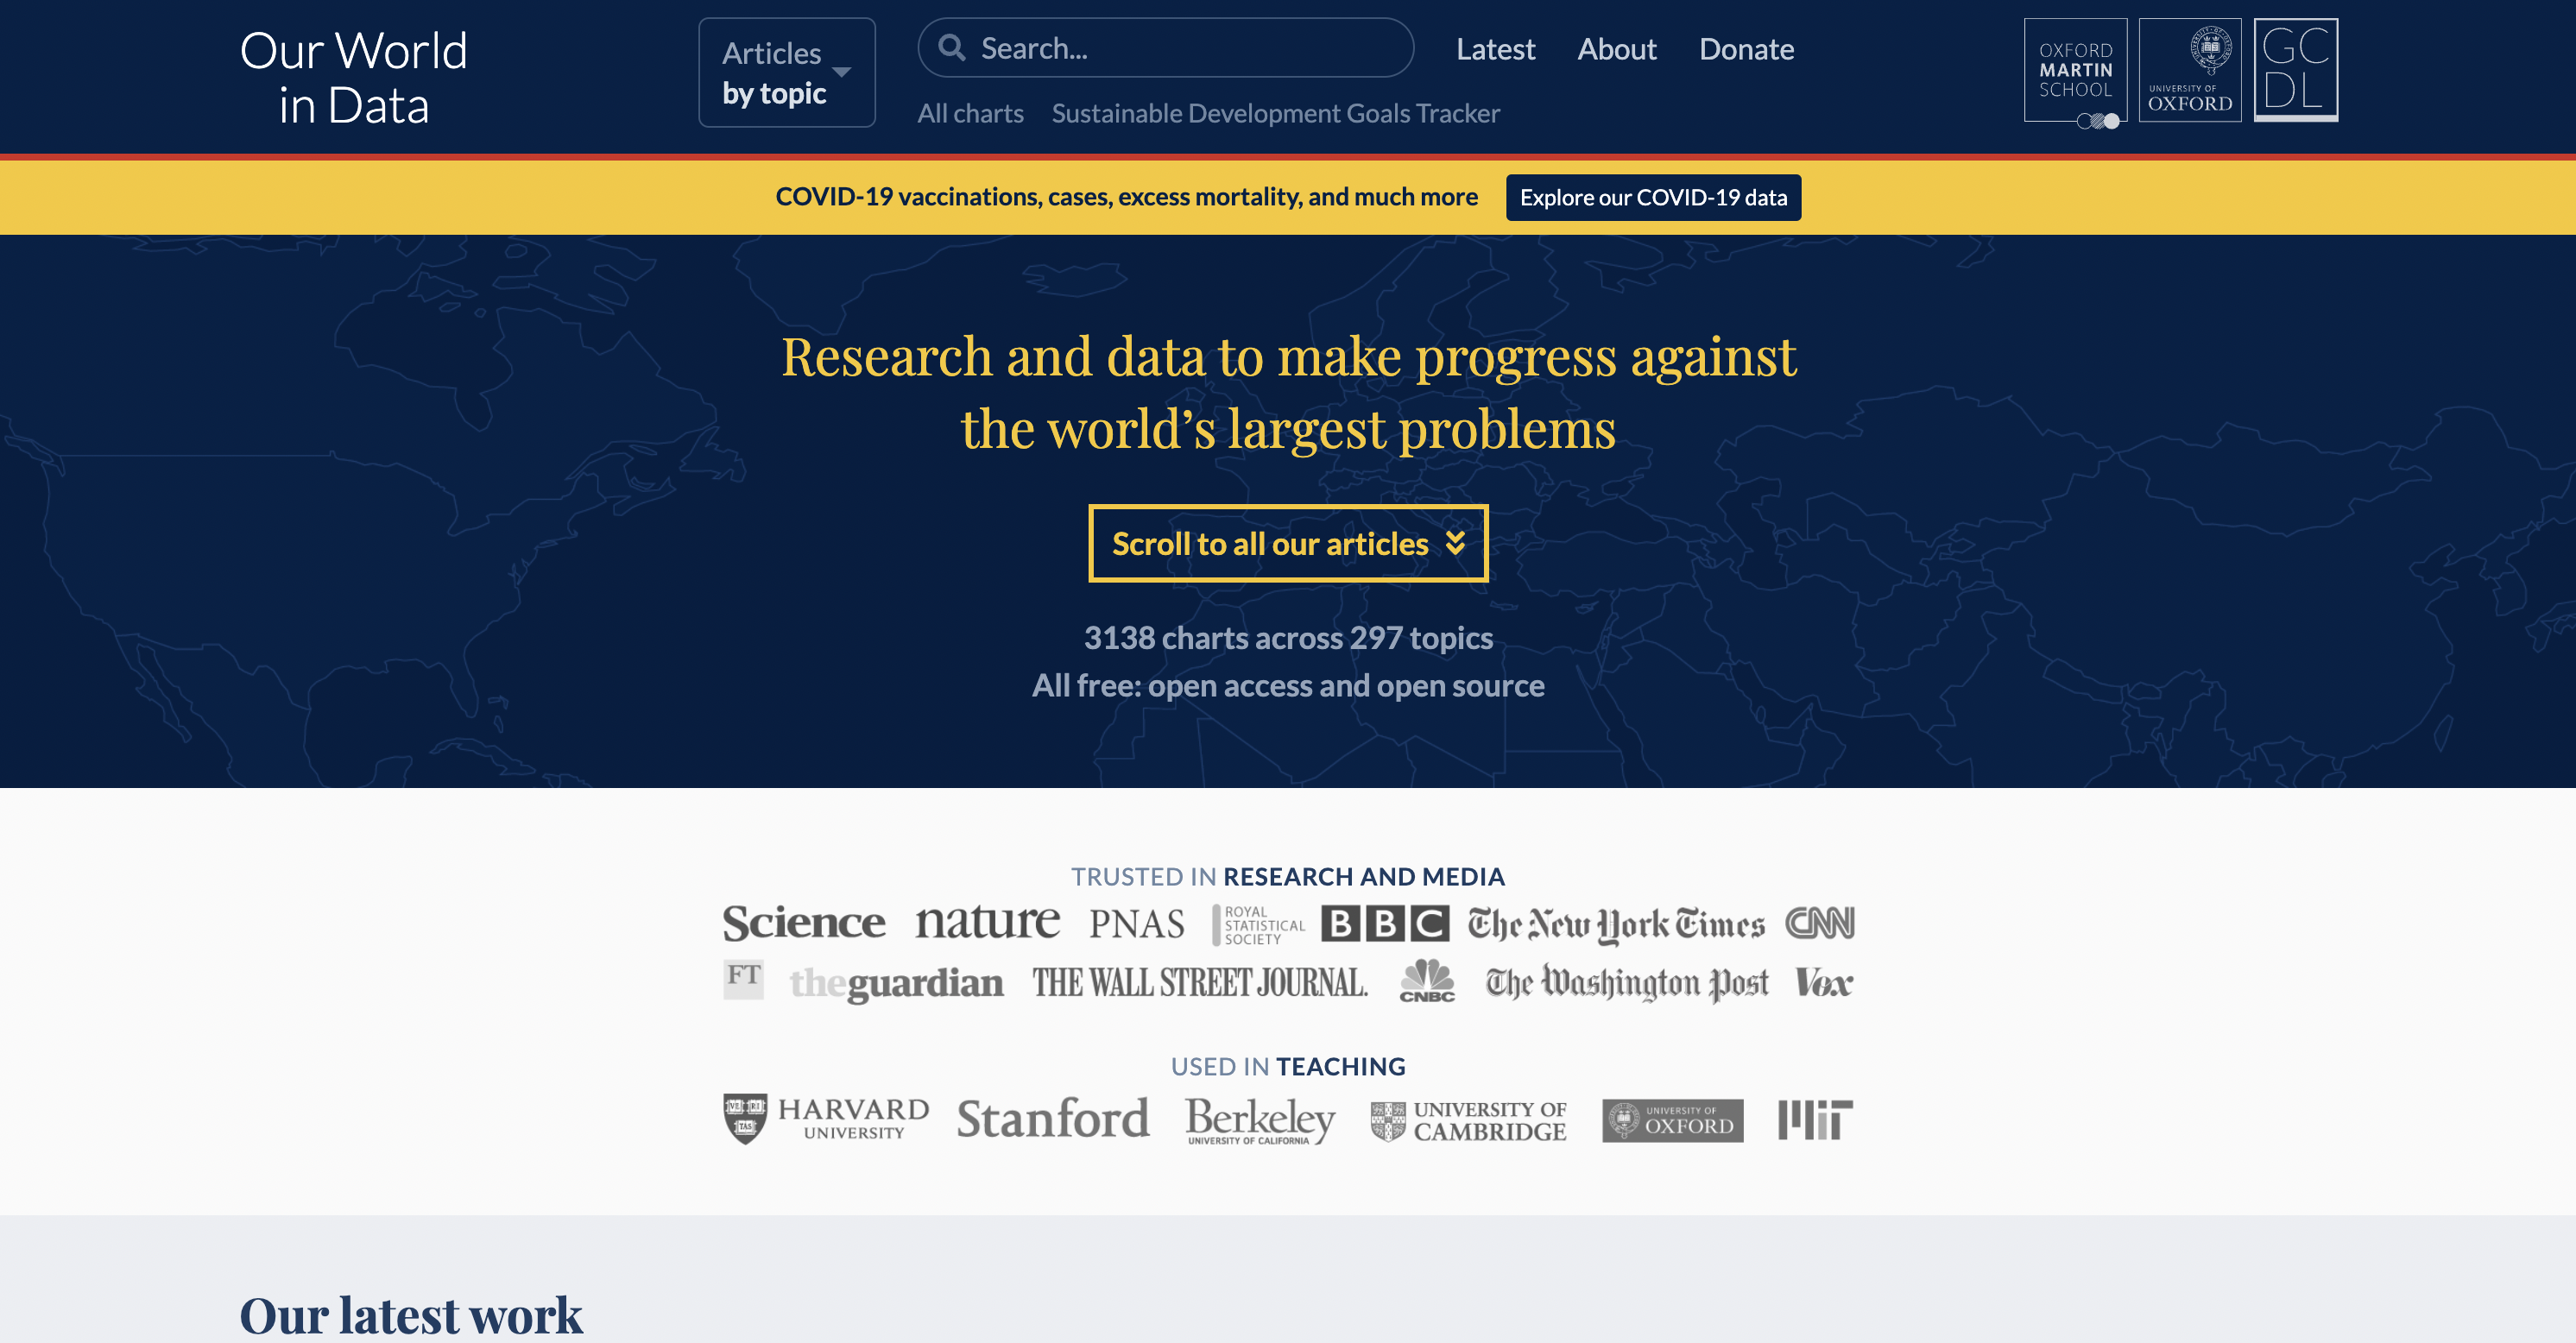 Our World
in Data
Articles
by topic
Search...
Latest
About
Donate
All charts
Sustainable Development Goals Tracker
OXFORD
MARTIN
SCHOOL
UNIVERSITY OF
OXFORD
GC
DL
COVID-19 vaccinations, cases, excess mortality, and much more
Explore our COVID-19 data
Research and data to make progress against
the world’s largest problems
Scroll to all our articles
3138 charts across 297 topics
All free: open access and open source
TRUSTED IN RESEARCH AND MEDIA
Science
nature
PNAS
ROYAL
STATISTICAL
SOCIETY
BBC
The New York Times
CNN
FT
theguardian
THE WALL STREET JOURNAL.
CNBC
The Washington Post
Vox
USED IN TEACHING
VE RI
TAS
HARVARD
UNIVERSITY
Stanford
Berkeley
UNIVERSITY OF CALIFORNIA
UNIVERSITY OF
CAMBRIDGE
UNIVERSITY OF
OXFORD
MIT
Our latest work